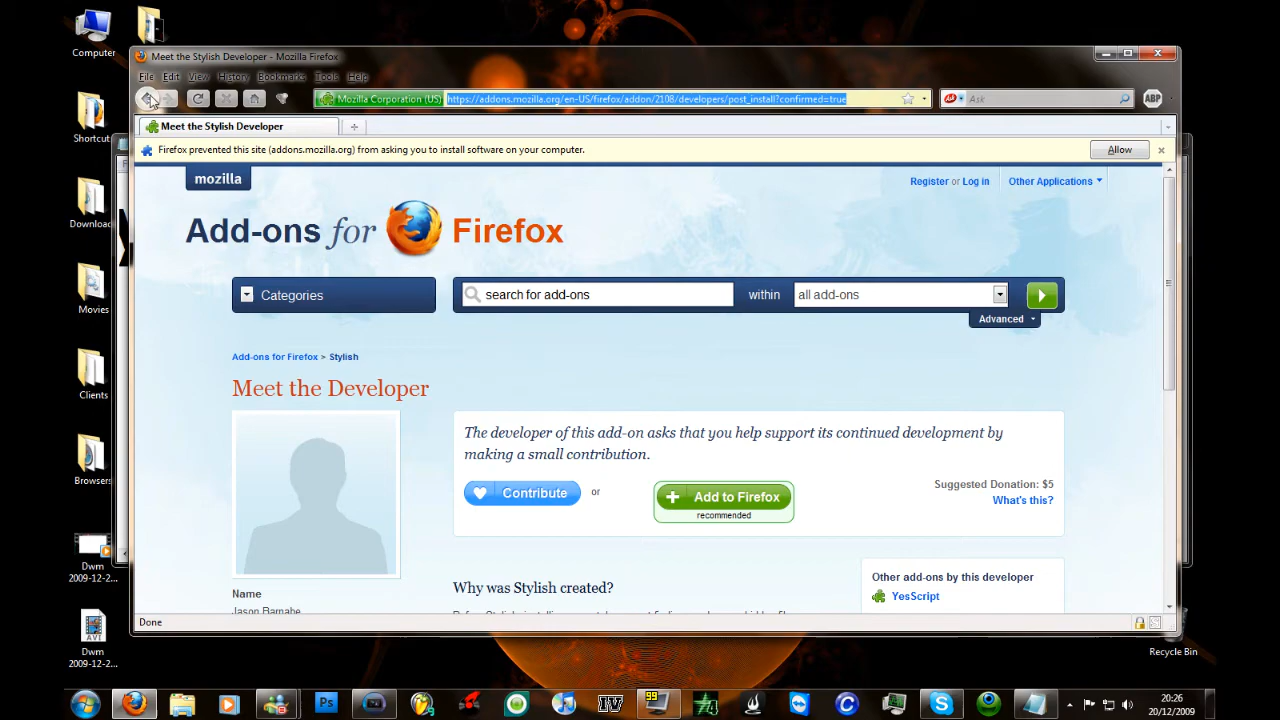 Computer
Meet the Stylish Developer - Mozilla Firefox
File Edit View History Bookmarks Tools Help
Mozilla Corporation (US) https://addons.mozilla.org/en-US/firefox/addon/2108/developers/post_install?confirmed=true
Ask
ABP
Meet the Stylish Developer
Shortcut
Firefox prevented this site (addons.mozilla.org) from asking you to install software on your computer.
Allow
mozilla
Register or Log in
Other Applications
Add-ons for Firefox
Download
Categories
search for add-ons
within
all add-ons
Advanced
Movies
Add-ons for Firefox > Stylish
Meet the Developer
Clients
The developer of this add-on asks that you help support its continued development by
making a small contribution.
Contribute
or
Add to Firefox
recommended
Suggested Donation: $5
What's this?
Browsers
Why was Stylish created?
Other add-ons by this developer
YesScript
Name
Jason Barnabe
Dwm
2009-12-2...
Done
Dwm
2009-12-2...
Recycle Bin
Ps
IV
99
20:26
20/12/2009